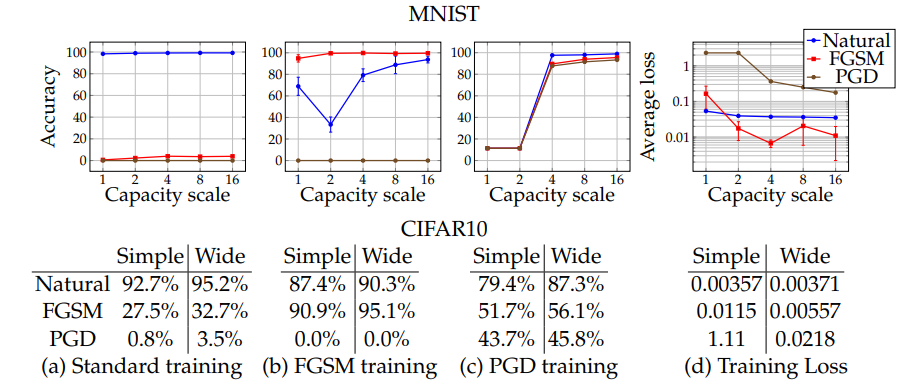 MNIST
Natural
FGSM
PGD
Accuracy
100
80
60
40
20
0
1 2 4 8 16
Capacity scale
100
80
60
40
20
0
1 2 4 8 16
Capacity scale
100
80
60
40
20
0
1 2 4 8 16
Capacity scale
Average loss
1
0.1
0.01
1 2 4 8 16
Capacity scale
CIFAR10
Simple Wide Simple Wide Simple Wide Simple Wide
Natural 92.7% 95.2% 87.4% 90.3% 79.4% 87.3% 0.00357 0.00371
FGSM 27.5% 32.7% 90.9% 95.1% 51.7% 56.1% 0.0115 0.00557
PGD 0.8% 3.5% 0.0% 0.0% 43.7% 45.8% 1.11 0.0218
(a) Standard training (b) FGSM training (c) PGD training (d) Training Loss